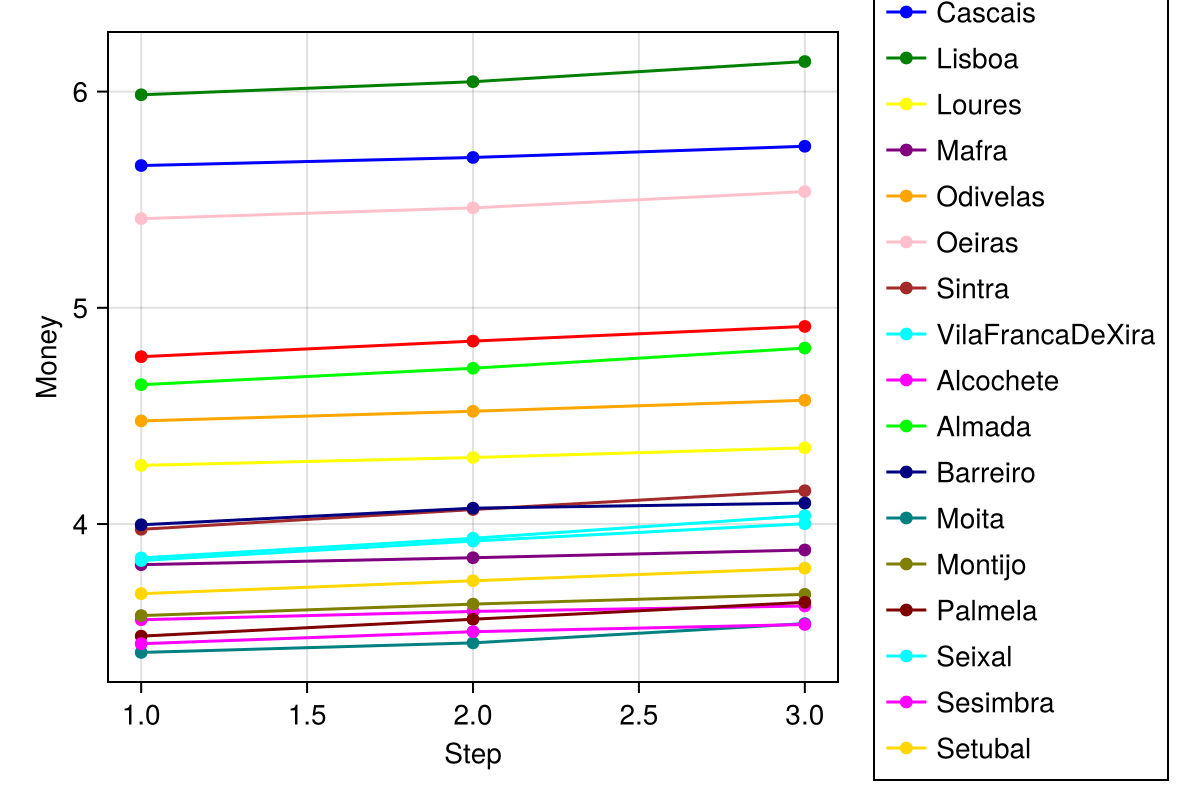 6
5
4
Money
1.0
1.5
2.0
2.5
3.0
Step
Cascais
Lisboa
Loures
Mafra
Odivelas
Oeiras
Sintra
VilaFrancaDeXira
Alcochete
Almada
Barreiro
Moita
Montijo
Palmela
Seixal
Sesimbra
Setubal